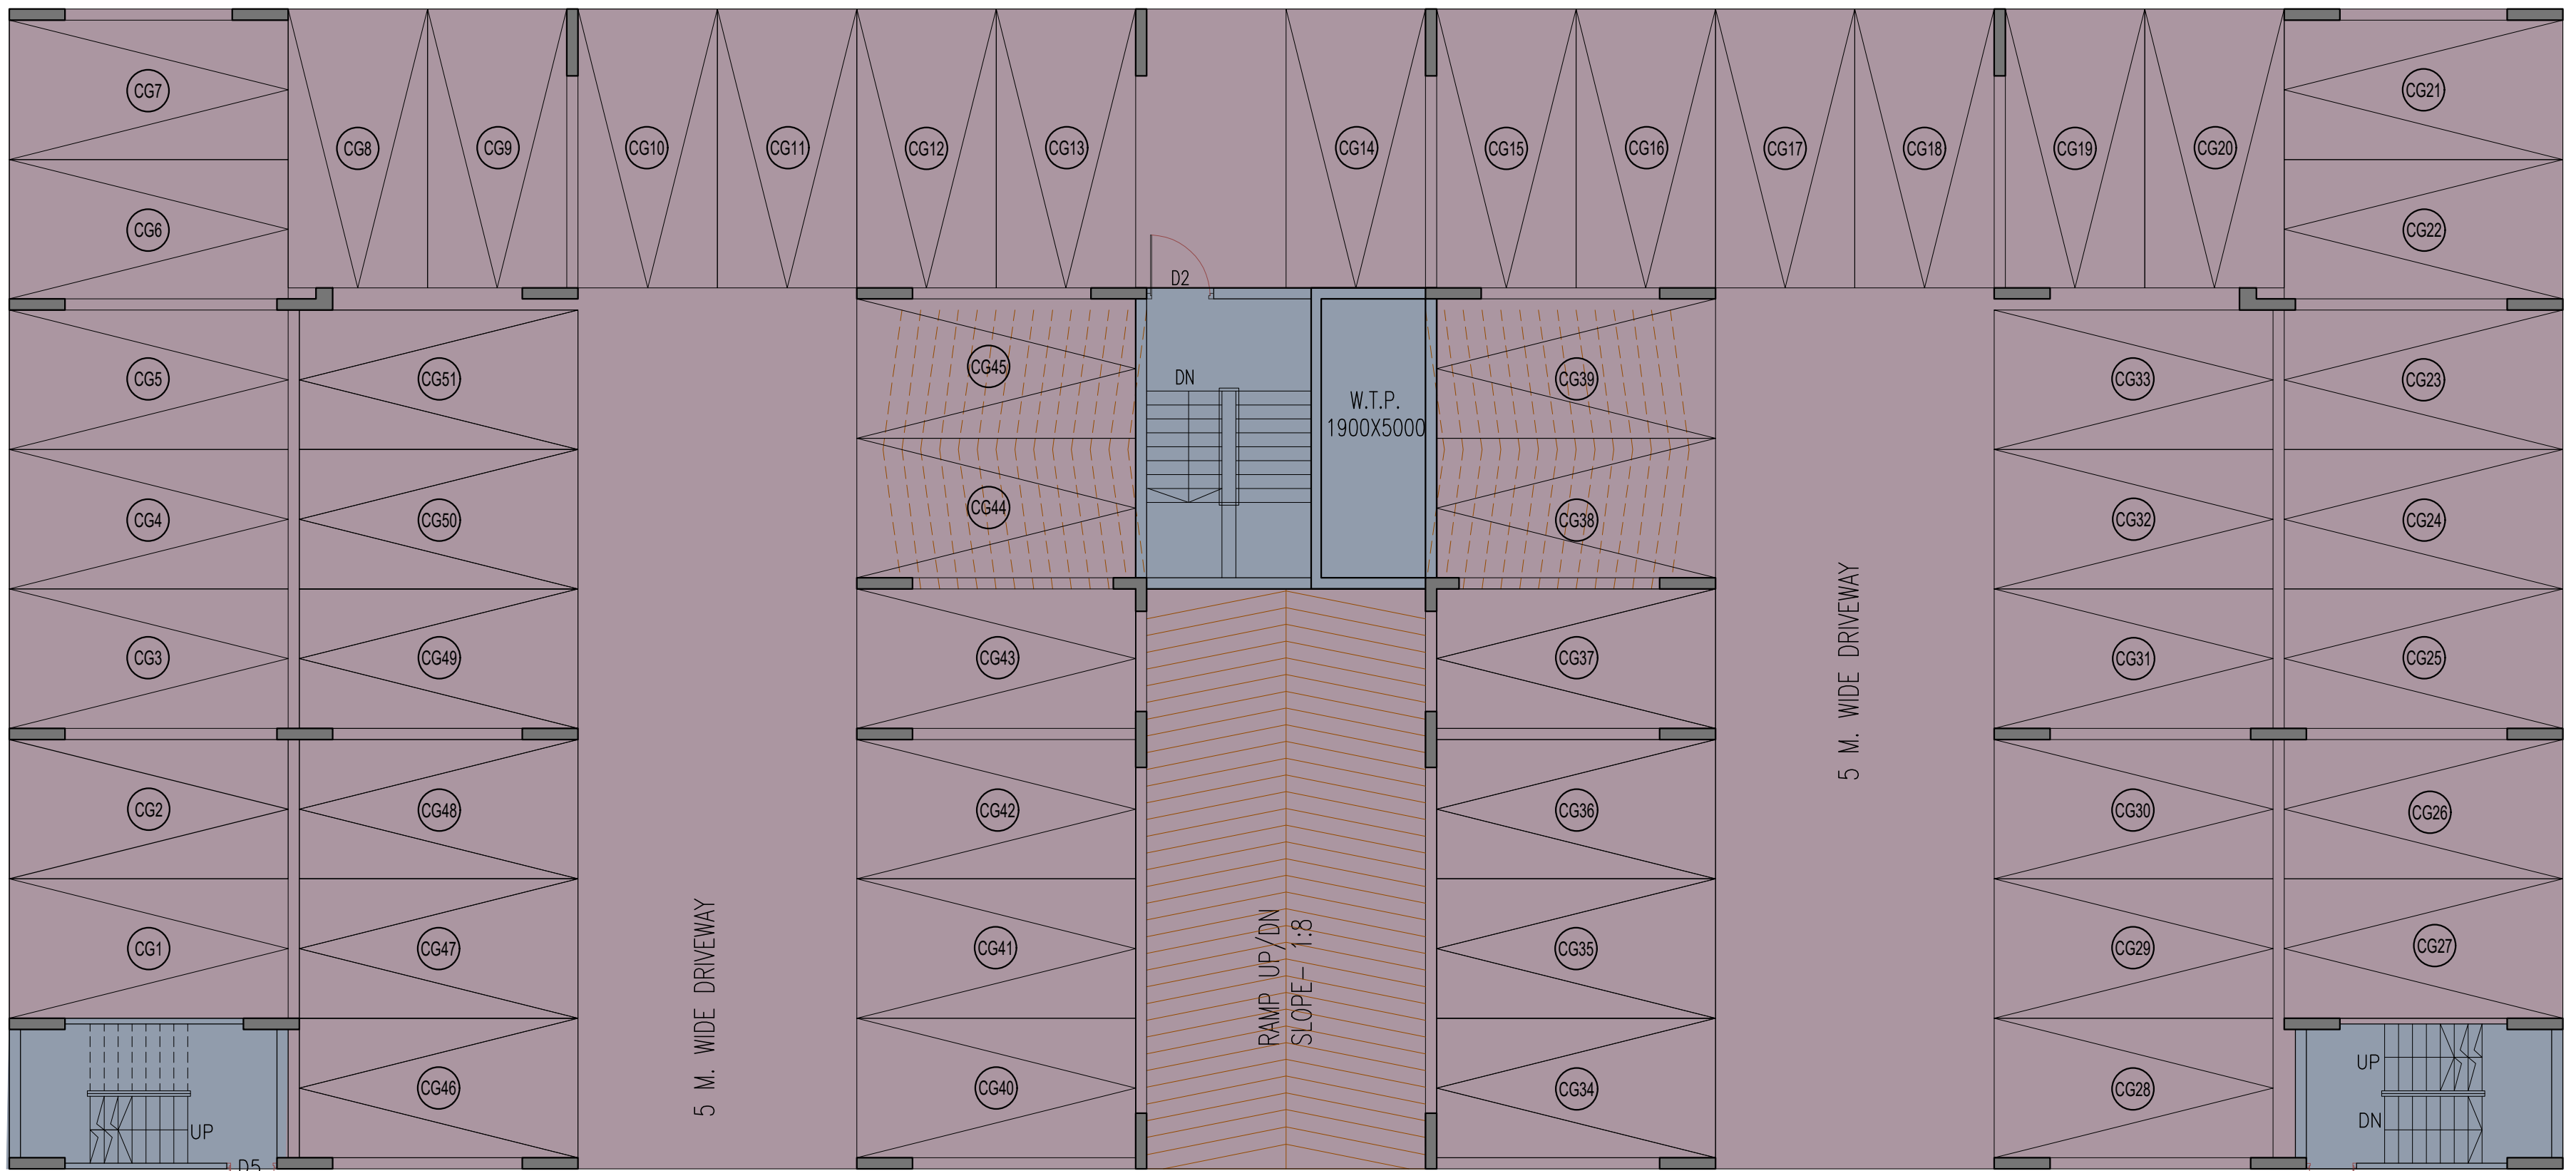 CG7
CG8
CG9
CG10
CG11
CG12
CG13
CG14
CG15
CG16
CG17
CG18
CG19
CG20
CG21
CG6
CG22
D2
CG5
CG51
CG45
DN
W.T.P.
1900X5000
CG39
CG33
CG23
CG4
CG50
CG44
CG38
CG32
CG24
CG3
CG49
CG43
CG37
5 M. WIDE DRIVEWAY
CG31
CG25
CG2
CG48
CG42
CG36
CG30
CG26
CG1
CG47
5 M. WIDE DRIVEWAY
CG41
RAMP UP/DN
SLOPE- 1:8
CG35
CG29
CG27
CG46
CG40
CG34
CG28
UP
DN
UP
D5